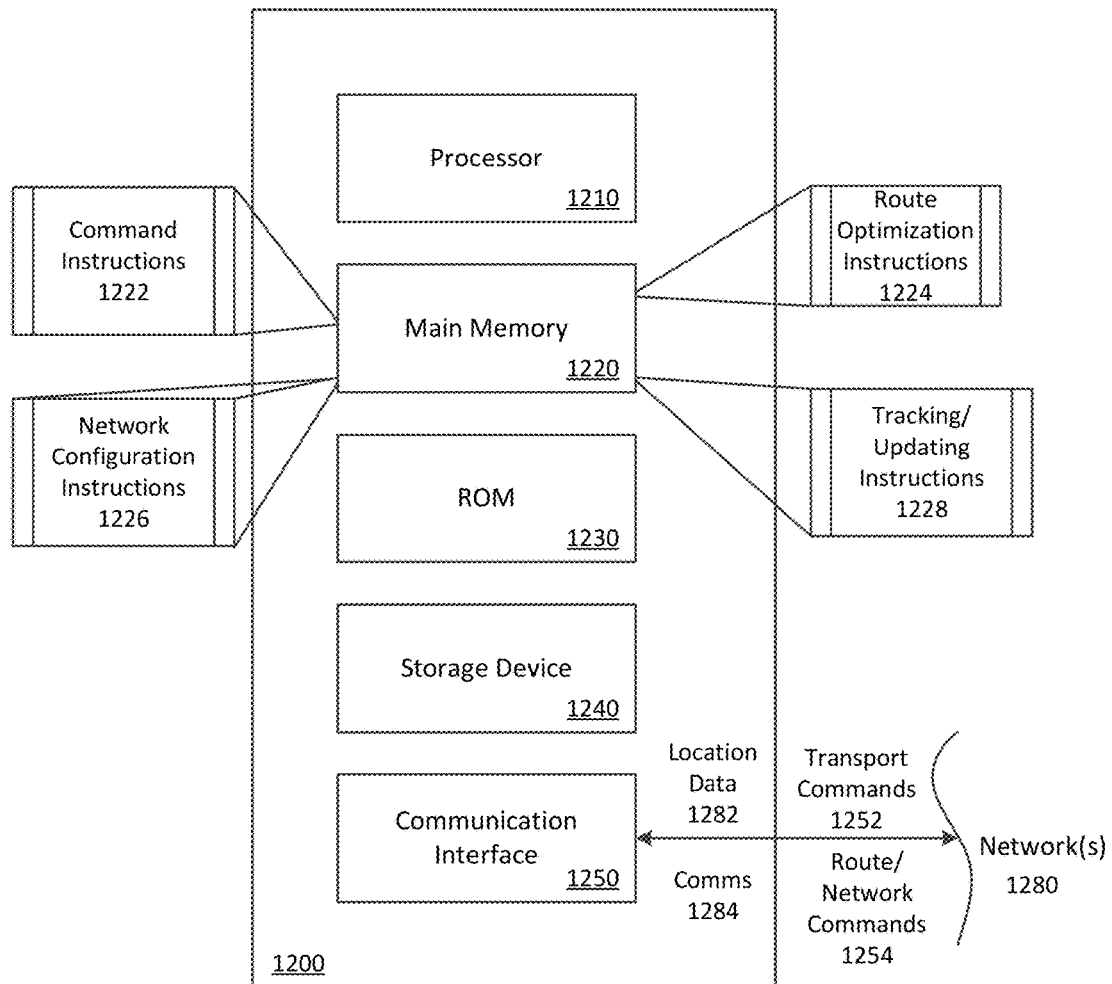 Processor
1210
Command
Instructions
1222
Route
Optimization
Instructions
1224
Main Memory
1220
Network
Configuration
Instructions
1226
Tracking/
Updating
Instructions
1228
ROM
1230
Storage Device
1240
Location
Data
1282
Transport
Commands
1252
Communication
Interface
1250
Network(s)
1280
Comms
1284
Route/
Network
Commands
1254
1200